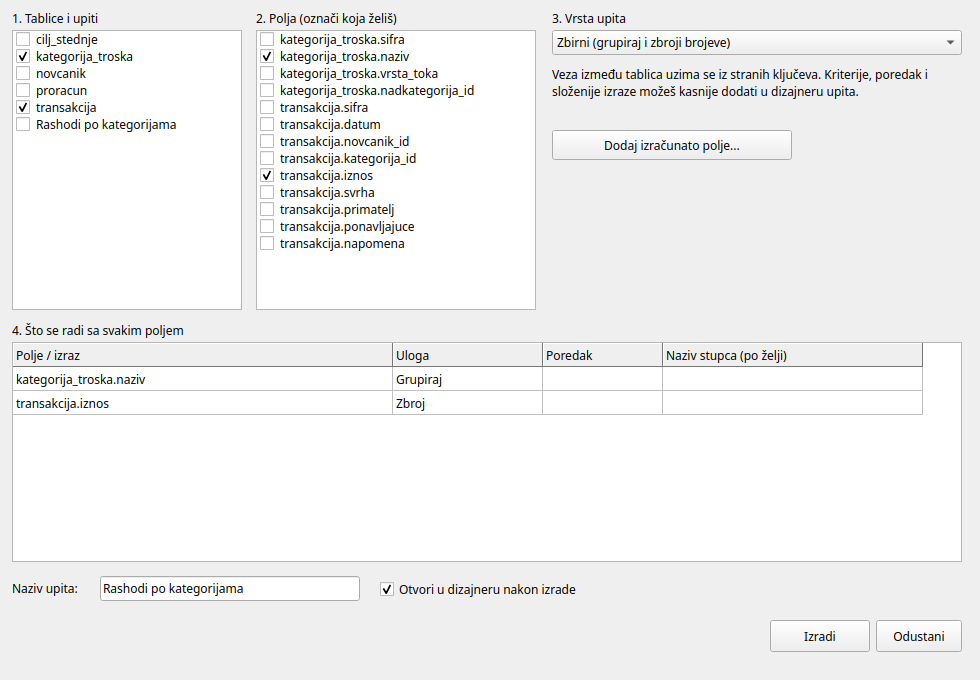 1. Tablice i upiti
cilj_stednje
kategorija_troska
novcanik
proracun
transakcija
Rashodi po kategorijama
2. Polja (označi koja želiš)
kategorija_troska.sifra
kategorija_troska.naziv
kategorija_troska.vrsta_toka
kategorija_troska.nadkategorija_id
transakcija.sifra
transakcija.datum
transakcija.novcanik_id
transakcija.kategorija_id
transakcija.iznos
transakcija.svrha
transakcija.primatelj
transakcija.ponavljajuce
transakcija.napomena
3. Vrsta upita
Zbirni (grupiraj i zbroji brojeve)
Veza između tablica uzima se iz stranih ključeva. Kriterije, poredak i
složenije izraze možeš kasnije dodati u dizajneru upita.
Dodaj izračunato polje...
4. Što se radi sa svakim poljem
Polje / izraz Uloga Poredak Naziv stupca (po želji)
kategorija_troska.naziv Grupiraj
transakcija.iznos Zbroj
Naziv upita: Rashodi po kategorijama Otvori u dizajneru nakon izrade
Izradi Odustani